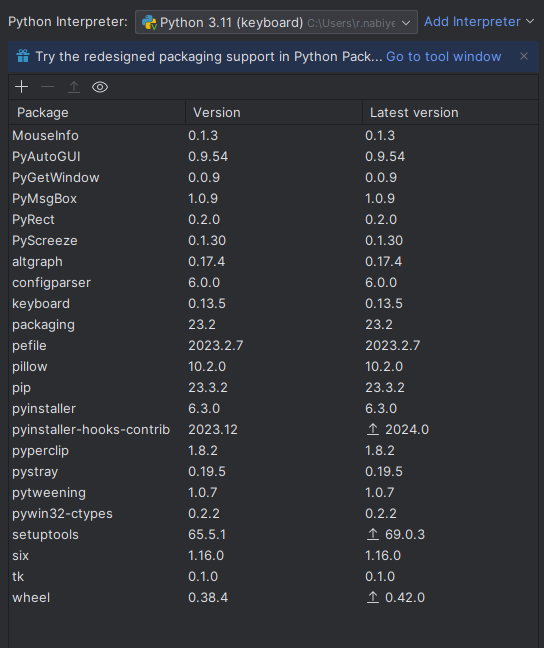 Python Interpreter: Python 3.11 (keyboard) C:\Users\r.nabiye Add Interpreter
Try the redesigned packaging support in Python Pack... Go to tool window
Package Version Latest version
MouseInfo 0.1.3 0.1.3
PyAutoGUI 0.9.54 0.9.54
PyGetWindow 0.0.9 0.0.9
PyMsgBox 1.0.9 1.0.9
PyRect 0.2.0 0.2.0
PyScreeze 0.1.30 0.1.30
altgraph 0.17.4 0.17.4
configparser 6.0.0 6.0.0
keyboard 0.13.5 0.13.5
packaging 23.2 23.2
pefile 2023.2.7 2023.2.7
pillow 10.2.0 10.2.0
pip 23.3.2 23.3.2
pyinstaller 6.3.0 6.3.0
pyinstaller-hooks-contrib 2023.12 2024.0
pyperclip 1.8.2 1.8.2
pystray 0.19.5 0.19.5
pytweening 1.0.7 1.0.7
pywin32-ctypes 0.2.2 0.2.2
setuptools 65.5.1 69.0.3
six 1.16.0 1.16.0
tk 0.1.0 0.1.0
wheel 0.38.4 0.42.0